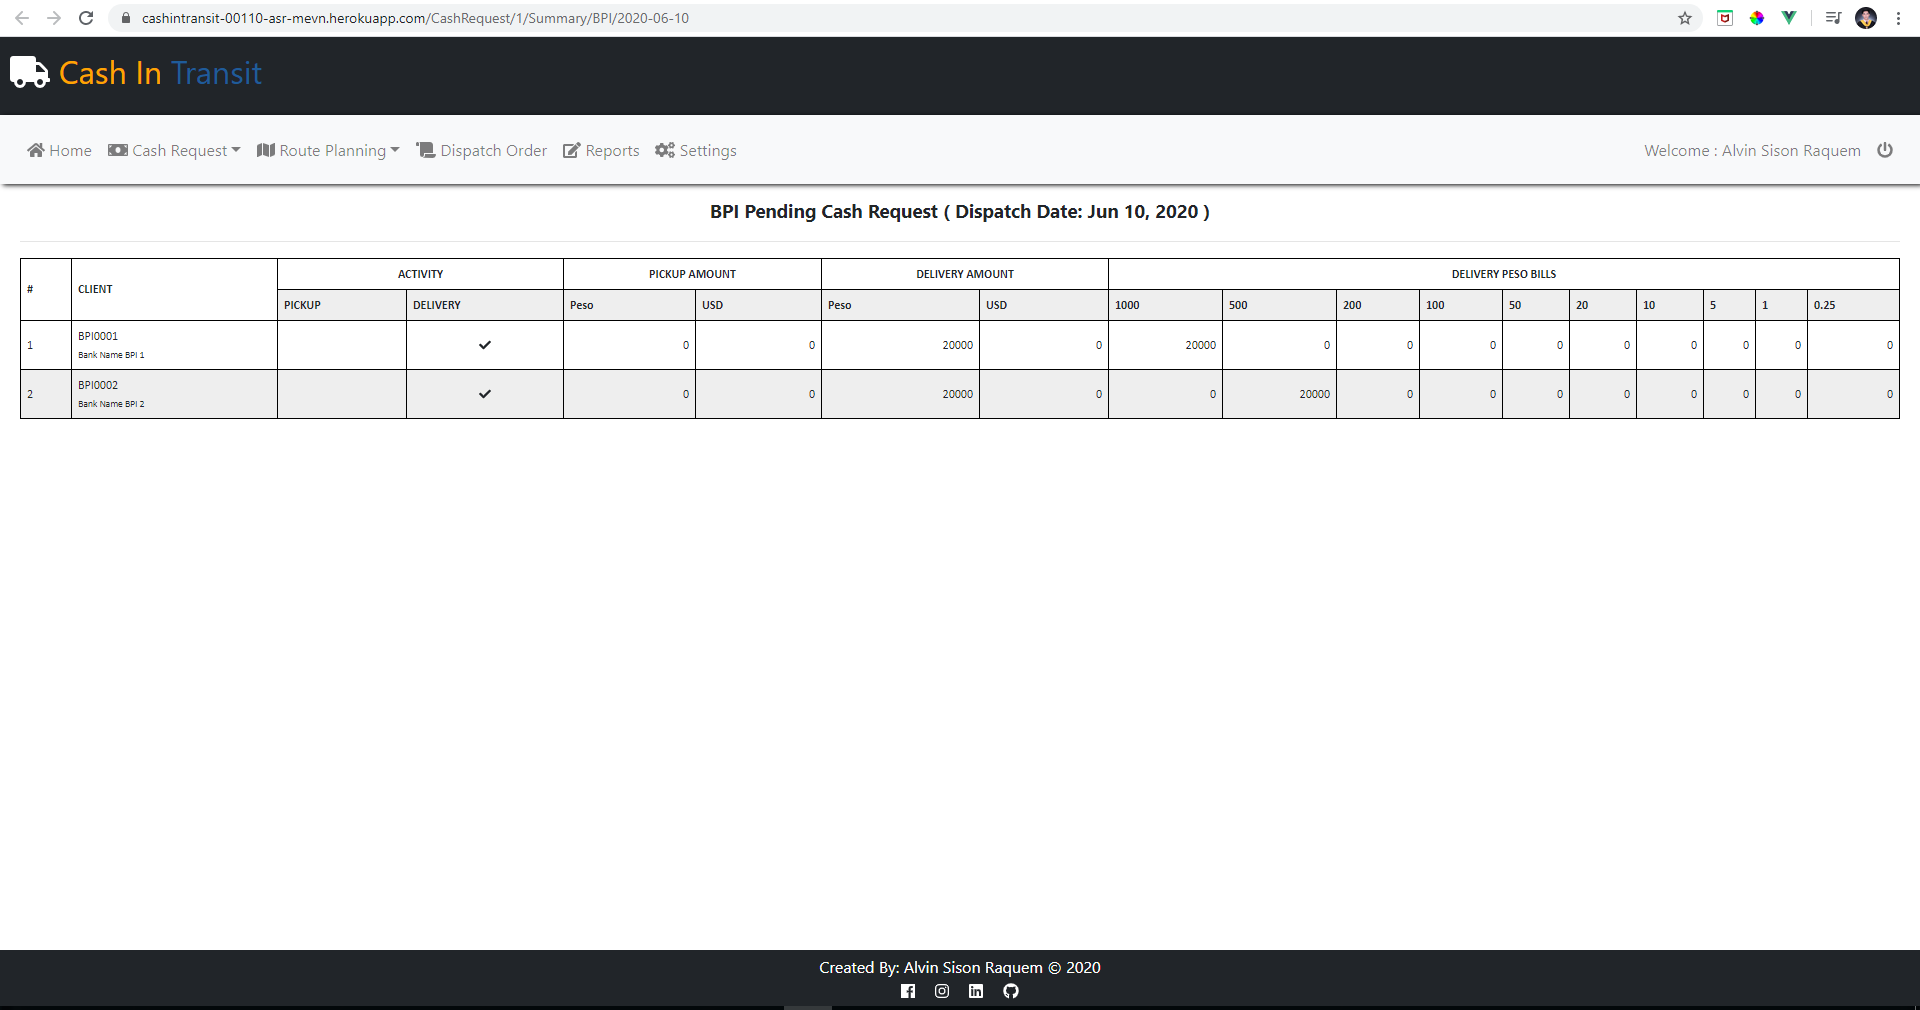 cashintransit-00110-asr-mevn.herokuapp.com/CashRequest/1/Summary/BPI/2020-06-10
Cash In Transit
Home Cash Request Route Planning Dispatch Order Reports Settings Welcome : Alvin Sison Raquem
BPI Pending Cash Request ( Dispatch Date: Jun 10, 2020 )
# CLIENT ACTIVITY PICKUP AMOUNT DELIVERY AMOUNT DELIVERY PESO BILLS
PICKUP DELIVERY Peso USD Peso USD 1000 500 200 100 50 20 10 5 1 0.25
1 BPI0001 0 0 20000 0 20000 0 0 0 0 0 0 0 0 0
Bank Name BPI 1
2 BPI0002 0 0 20000 0 0 20000 0 0 0 0 0 0 0 0
Bank Name BPI 2
Created By: Alvin Sison Raquem © 2020